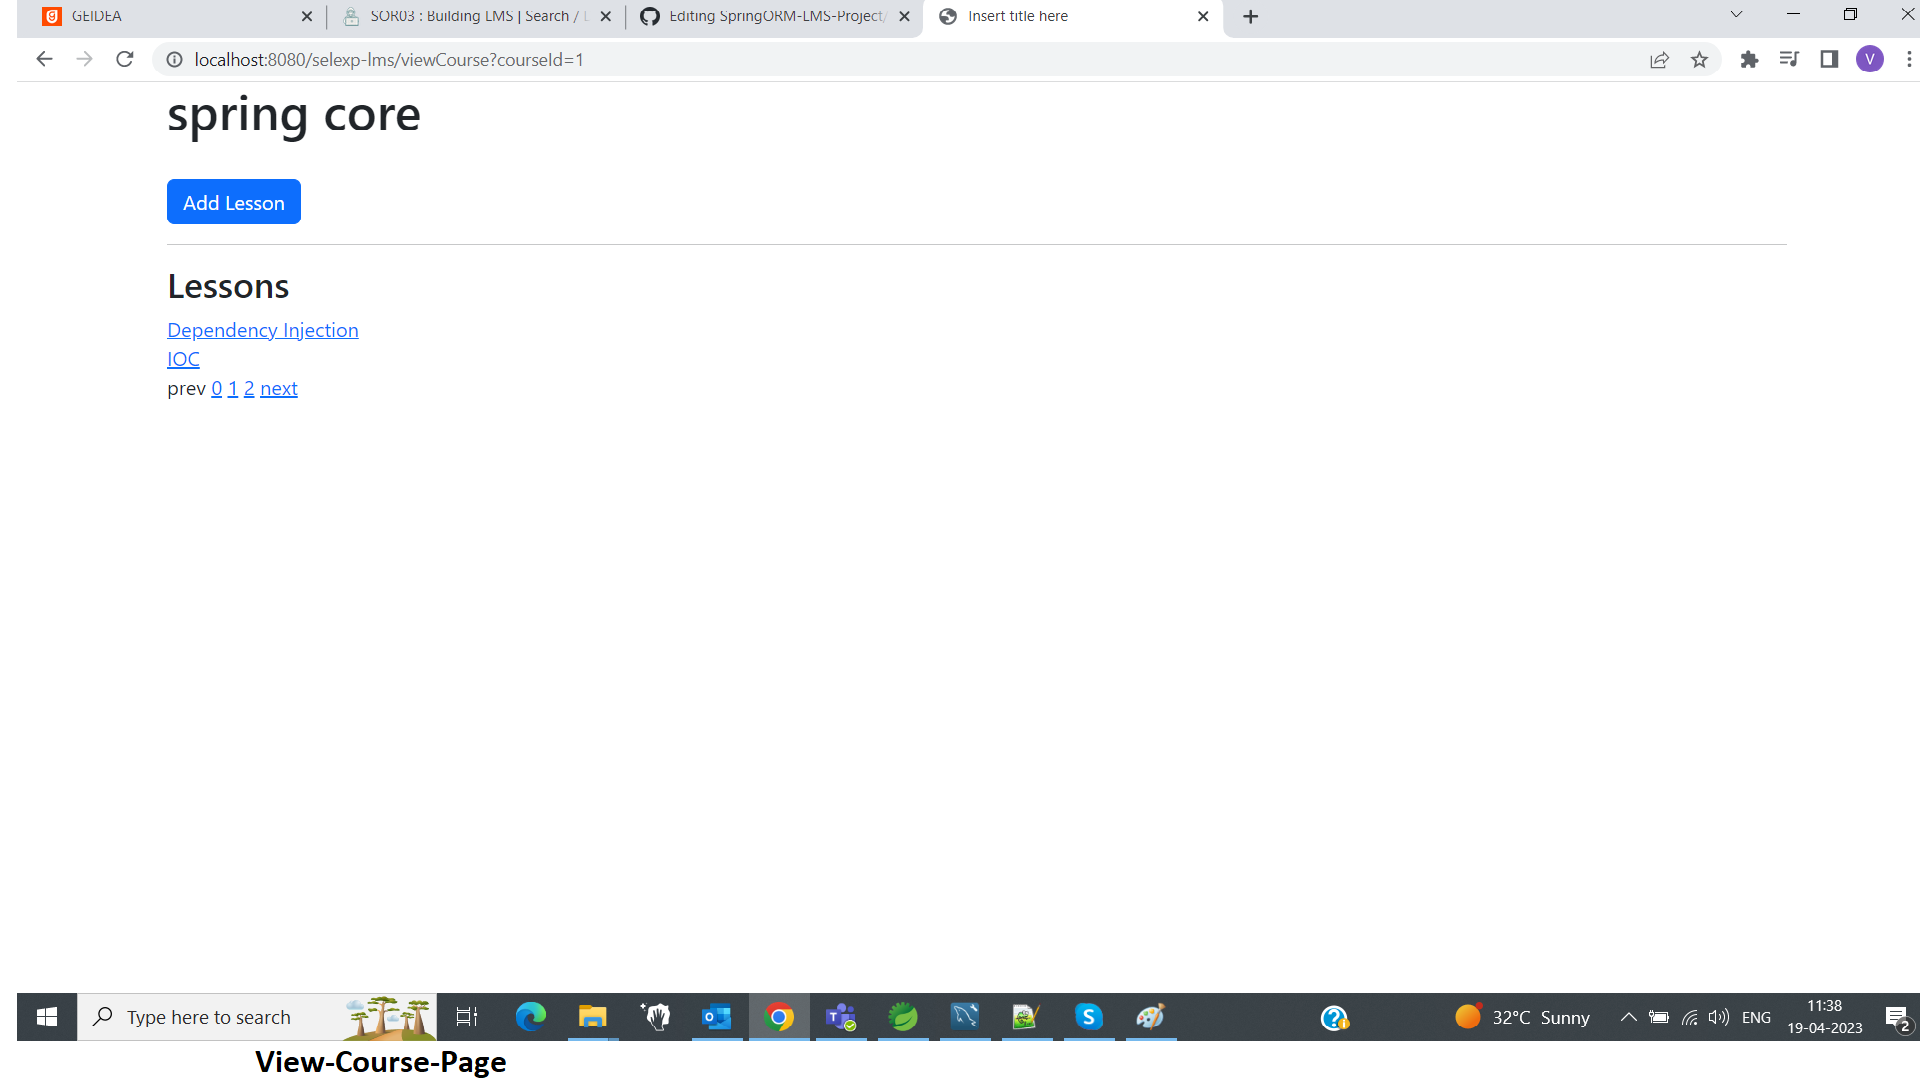 GEIDEA
SOR03 : Building LMS | Search / L
Editing SpringORM-LMS-Project/
Insert title here
localhost:8080/selexp-lms/viewCourse?courseId=1
V
spring core
Add Lesson
Lessons
Dependency Injection
IOC
prev 0 1 2 next
Type here to search
32°C Sunny
ENG
11:38
19-04-2023
2
View-Course-Page